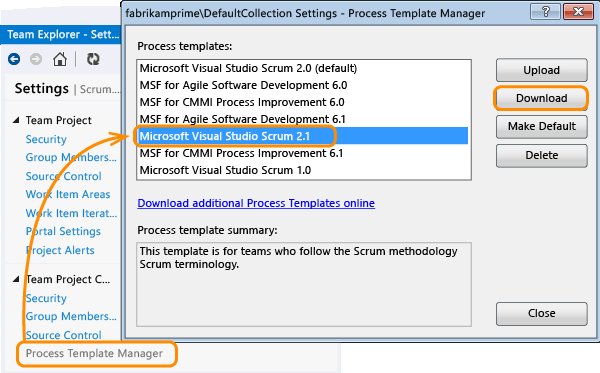 Team Explorer - Sett...
Settings | Scrum...
Team Project
Security
Group Members...
Source Control
Work Item Areas
Work Item Iterat...
Portal Settings
Project Alerts
Team Project C...
Security
Group Members...
Source Control
Process Template Manager
fabrikamprime\DefaultCollection Settings - Process Template Manager
Process templates:
Microsoft Visual Studio Scrum 2.0 (default)
MSF for Agile Software Development 6.0
MSF for CMMI Process Improvement 6.0
MSF for Agile Software Development 6.1
Microsoft Visual Studio Scrum 2.1
MSF for CMMI Process Improvement 6.1
Microsoft Visual Studio Scrum 1.0
Upload
Download
Make Default
Delete
Download additional Process Templates online
Process template summary:
This template is for teams who follow the Scrum methodology
Scrum terminology.
Close